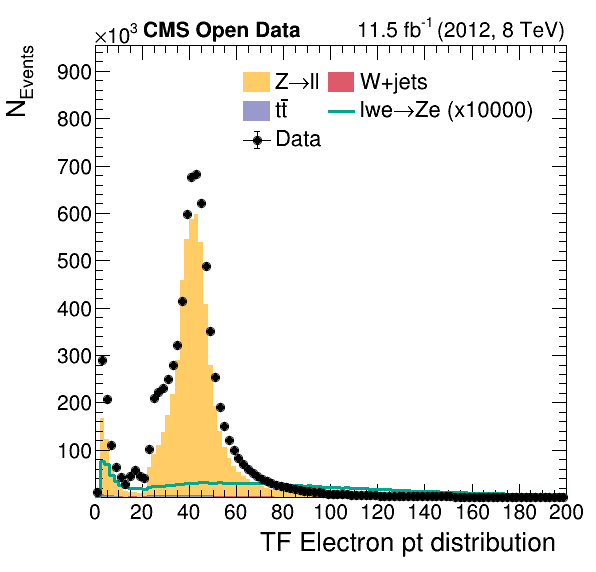 ×10³ CMS Open Data 11.5 fb⁻¹ (2012, 8 TeV)
N_Events
900
800
700
600
500
400
300
200
100
Z→ll W+jets
tt̄ lwe→Ze (x10000)
Data
0 20 40 60 80 100 120 140 160 180 200
TF Electron pt distribution